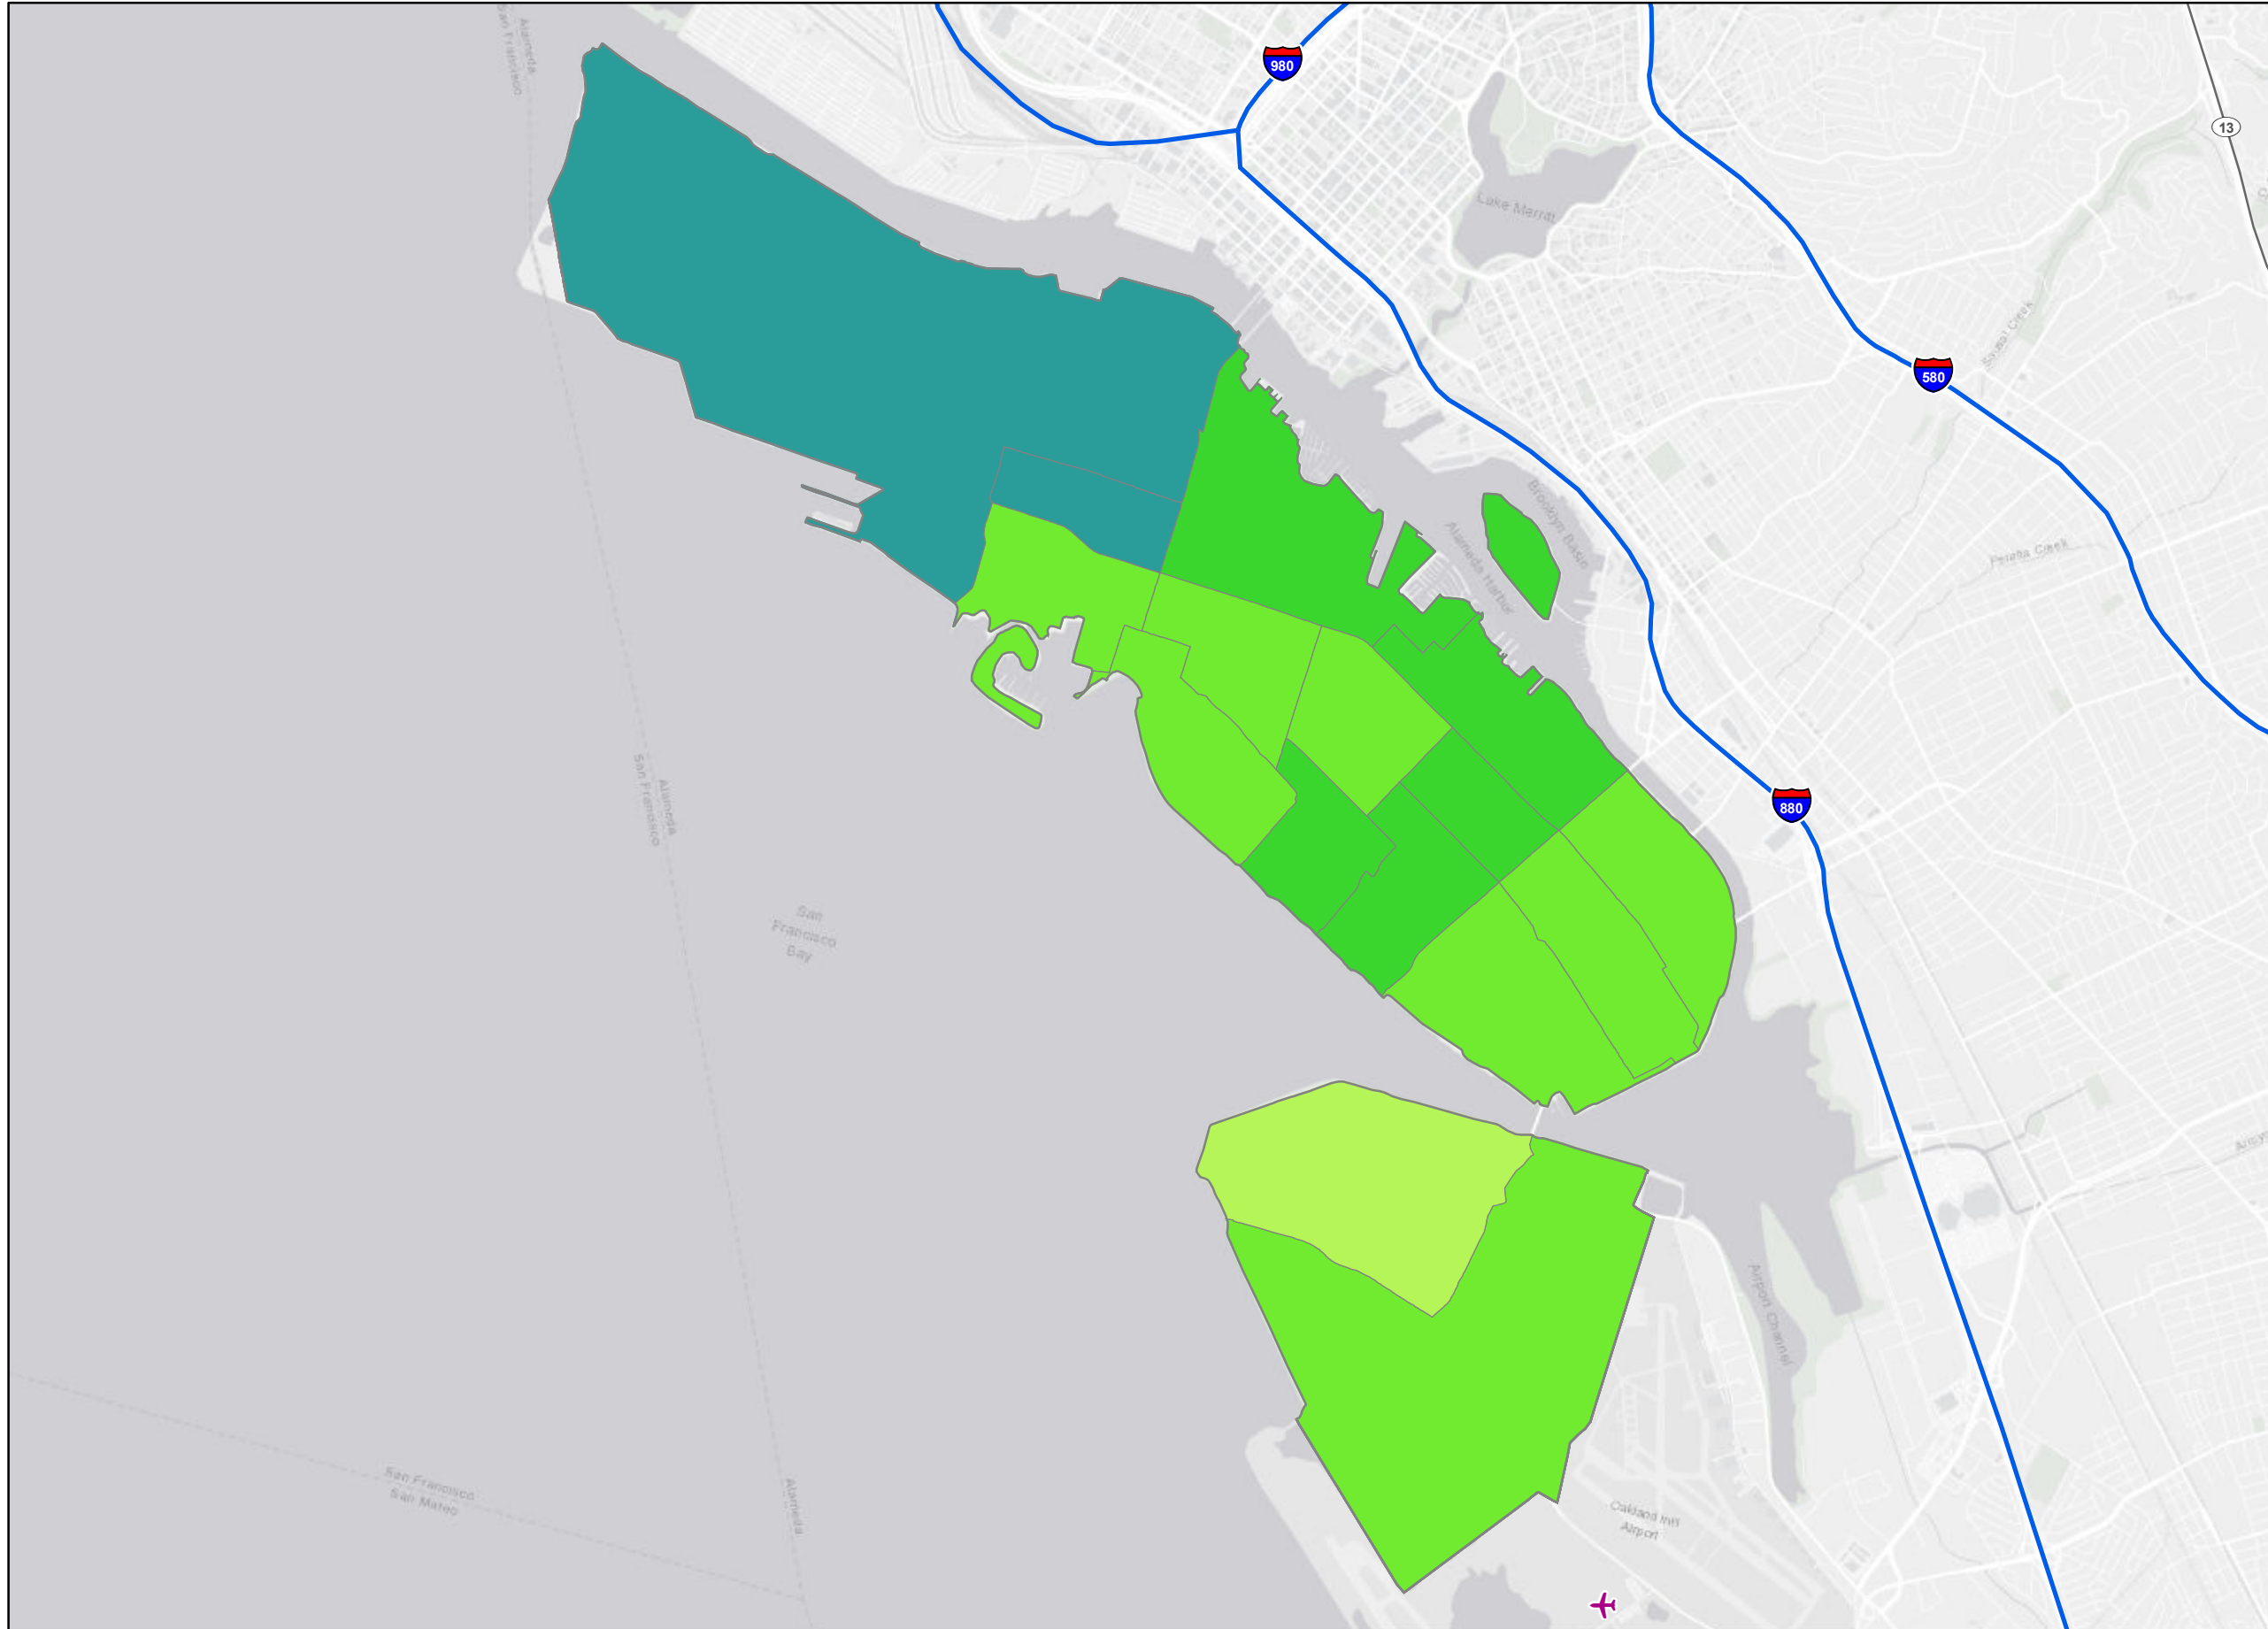 Alameda
San Francisco
980
13
Lake Merritt
580
Sausal Creek
Brooklyn Basin
Alameda Harbor
Peralta Creek
Alameda
San Francisco
880
San
Francisco
Bay
Airport Channel
San Francisco
San Mateo
Alameda
Oakland Int'l
Airport